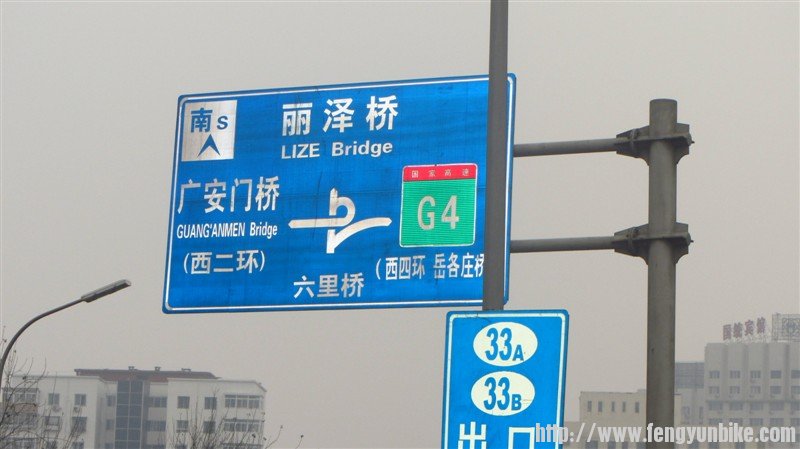 南 S
丽泽桥
LIZE Bridge
广安门桥
GUANG'ANMEN Bridge
(西二环)
国家高速
G4
(西四环 岳各庄桥
六里桥
33A
33B
出口
http://www.fengyunbike.com